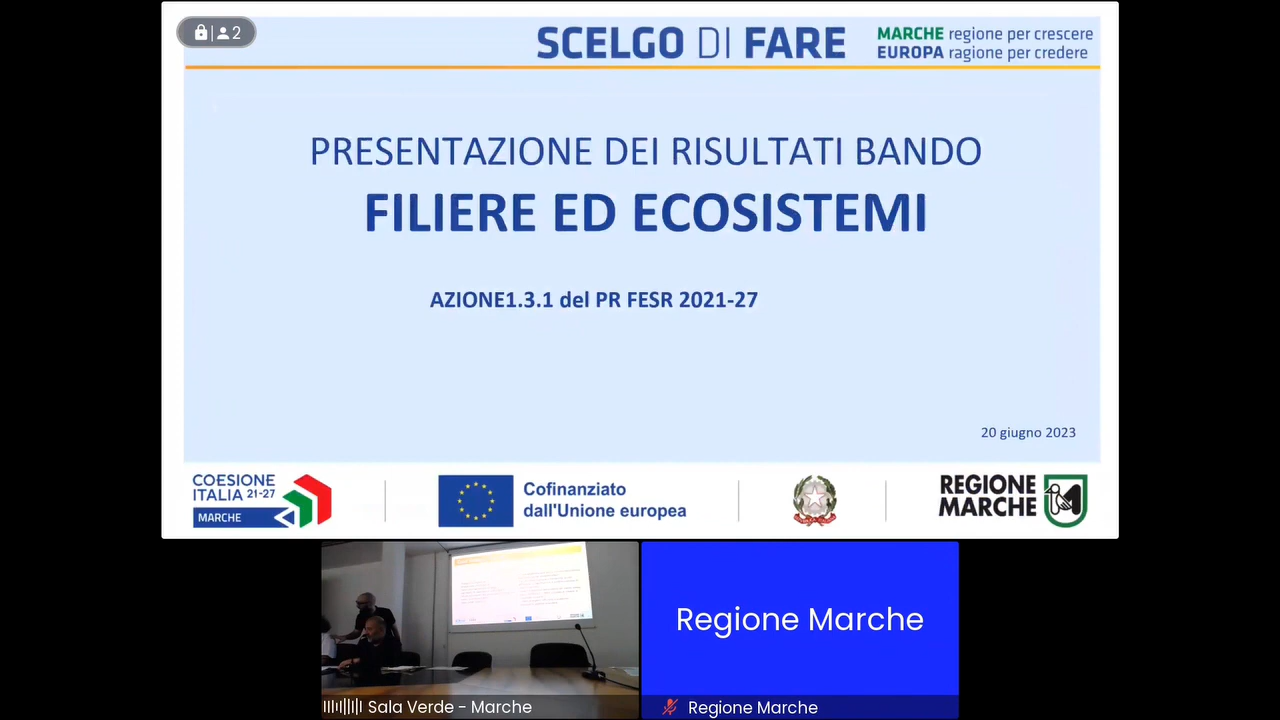 2
SCELGO DI FARE
MARCHE regione per crescere
EUROPA ragione per credere
PRESENTAZIONE DEI RISULTATI BANDO
FILIERE ED ECOSISTEMI
AZIONE1.3.1 del PR FESR 2021-27
20 giugno 2023
COESIONE
ITALIA 21-27
MARCHE
Cofinanziato
dall'Unione europea
REGIONE
MARCHE
Regione Marche
Sala Verde - Marche
Regione Marche